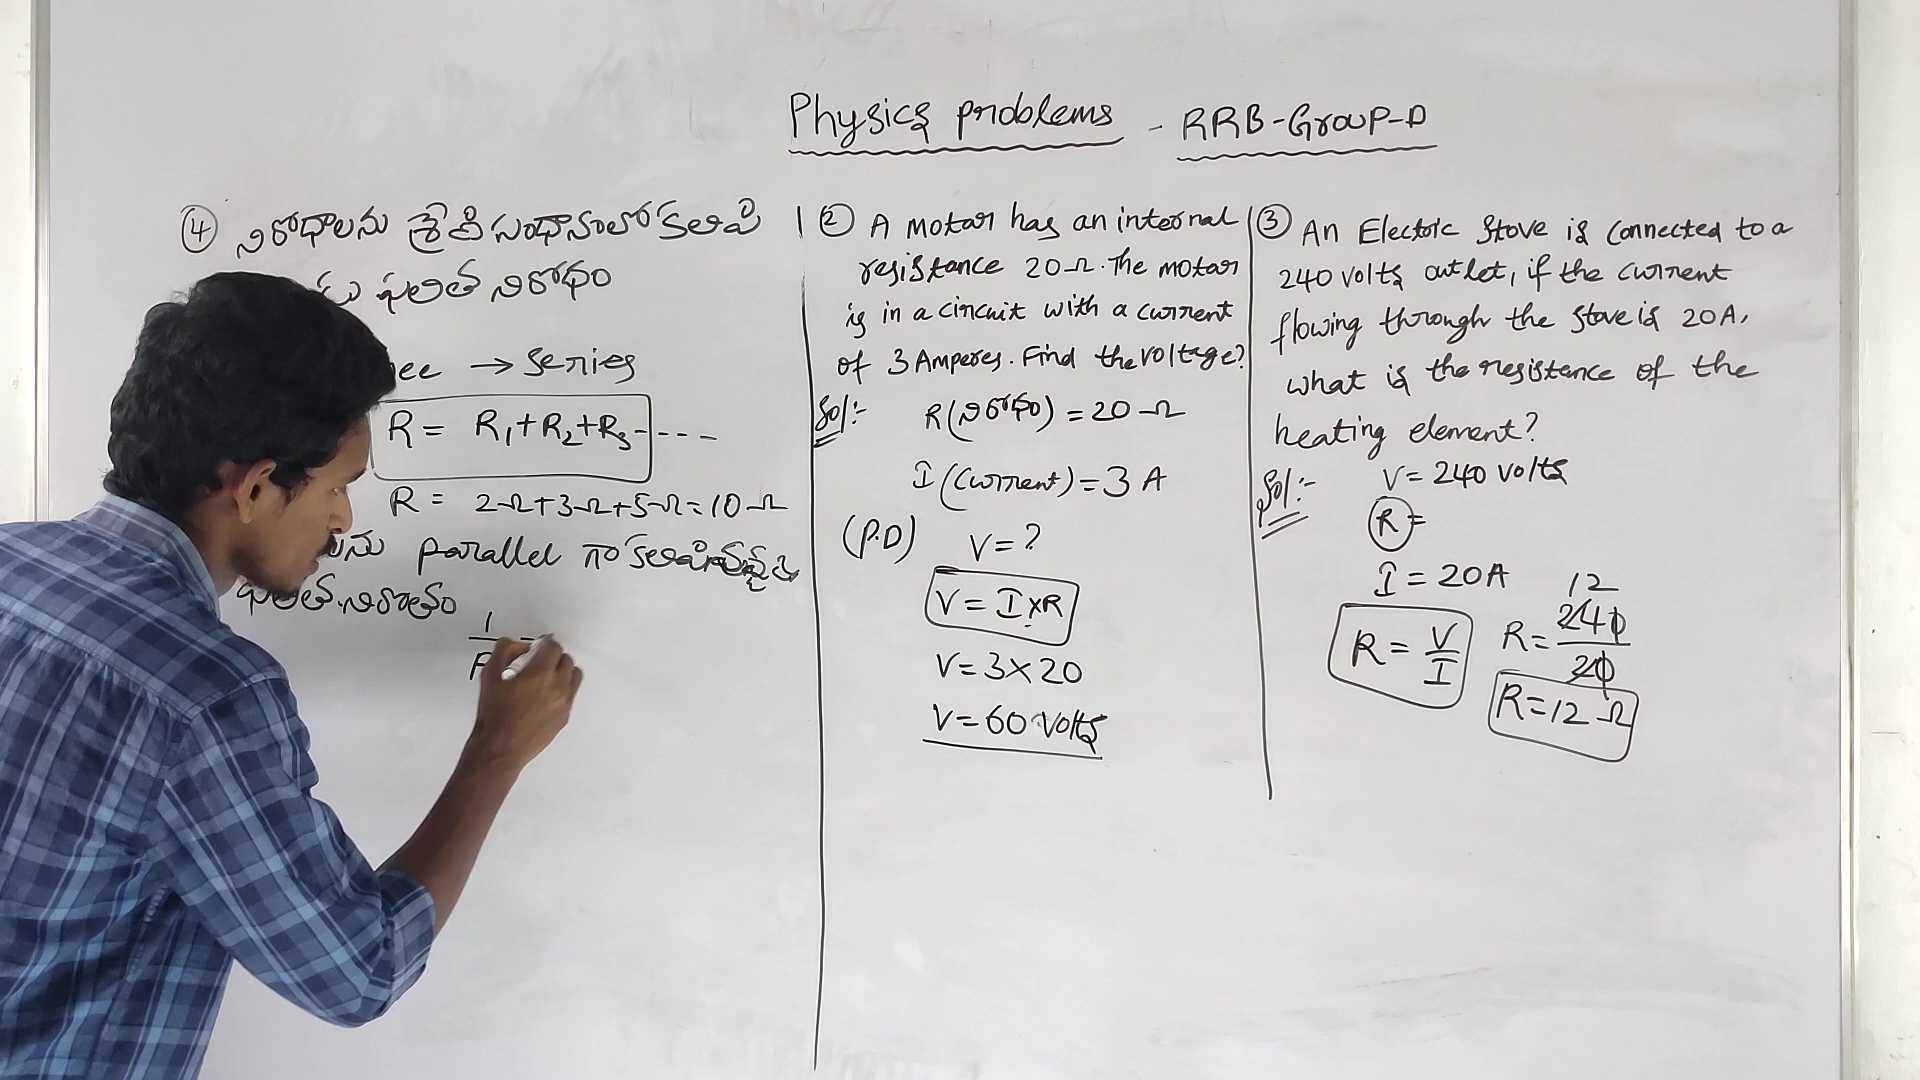 Physics problems - RRB-Group-D
④ నిరోధాలను శ్రేణి సంధానంలో కలిపి
ఫలిత నిరోధం
→ Series
R = R₁+R₂+R₃----
R = 2Ω+3Ω+5Ω=10Ω
parallel గా
ఫలిత నిరోధం
1
② A motor has an internal
resistance 20Ω. The motor
is in a circuit with a current
of 3 Amperes. Find the voltage?
Sol:- R(నిరోధం) = 20Ω
I (Current) = 3 A
(P.D) V = ?
V = I×R
V = 3×20
V = 60 Volts
③ An Electric Stove is connected to a
240 volts outlet, if the current
flowing through the stove is 20A,
what is the resistance of the
heating element?
Sol:- V = 240 volts
R =
I = 20A
12
R = V/I R = 240/20
R = 12 Ω